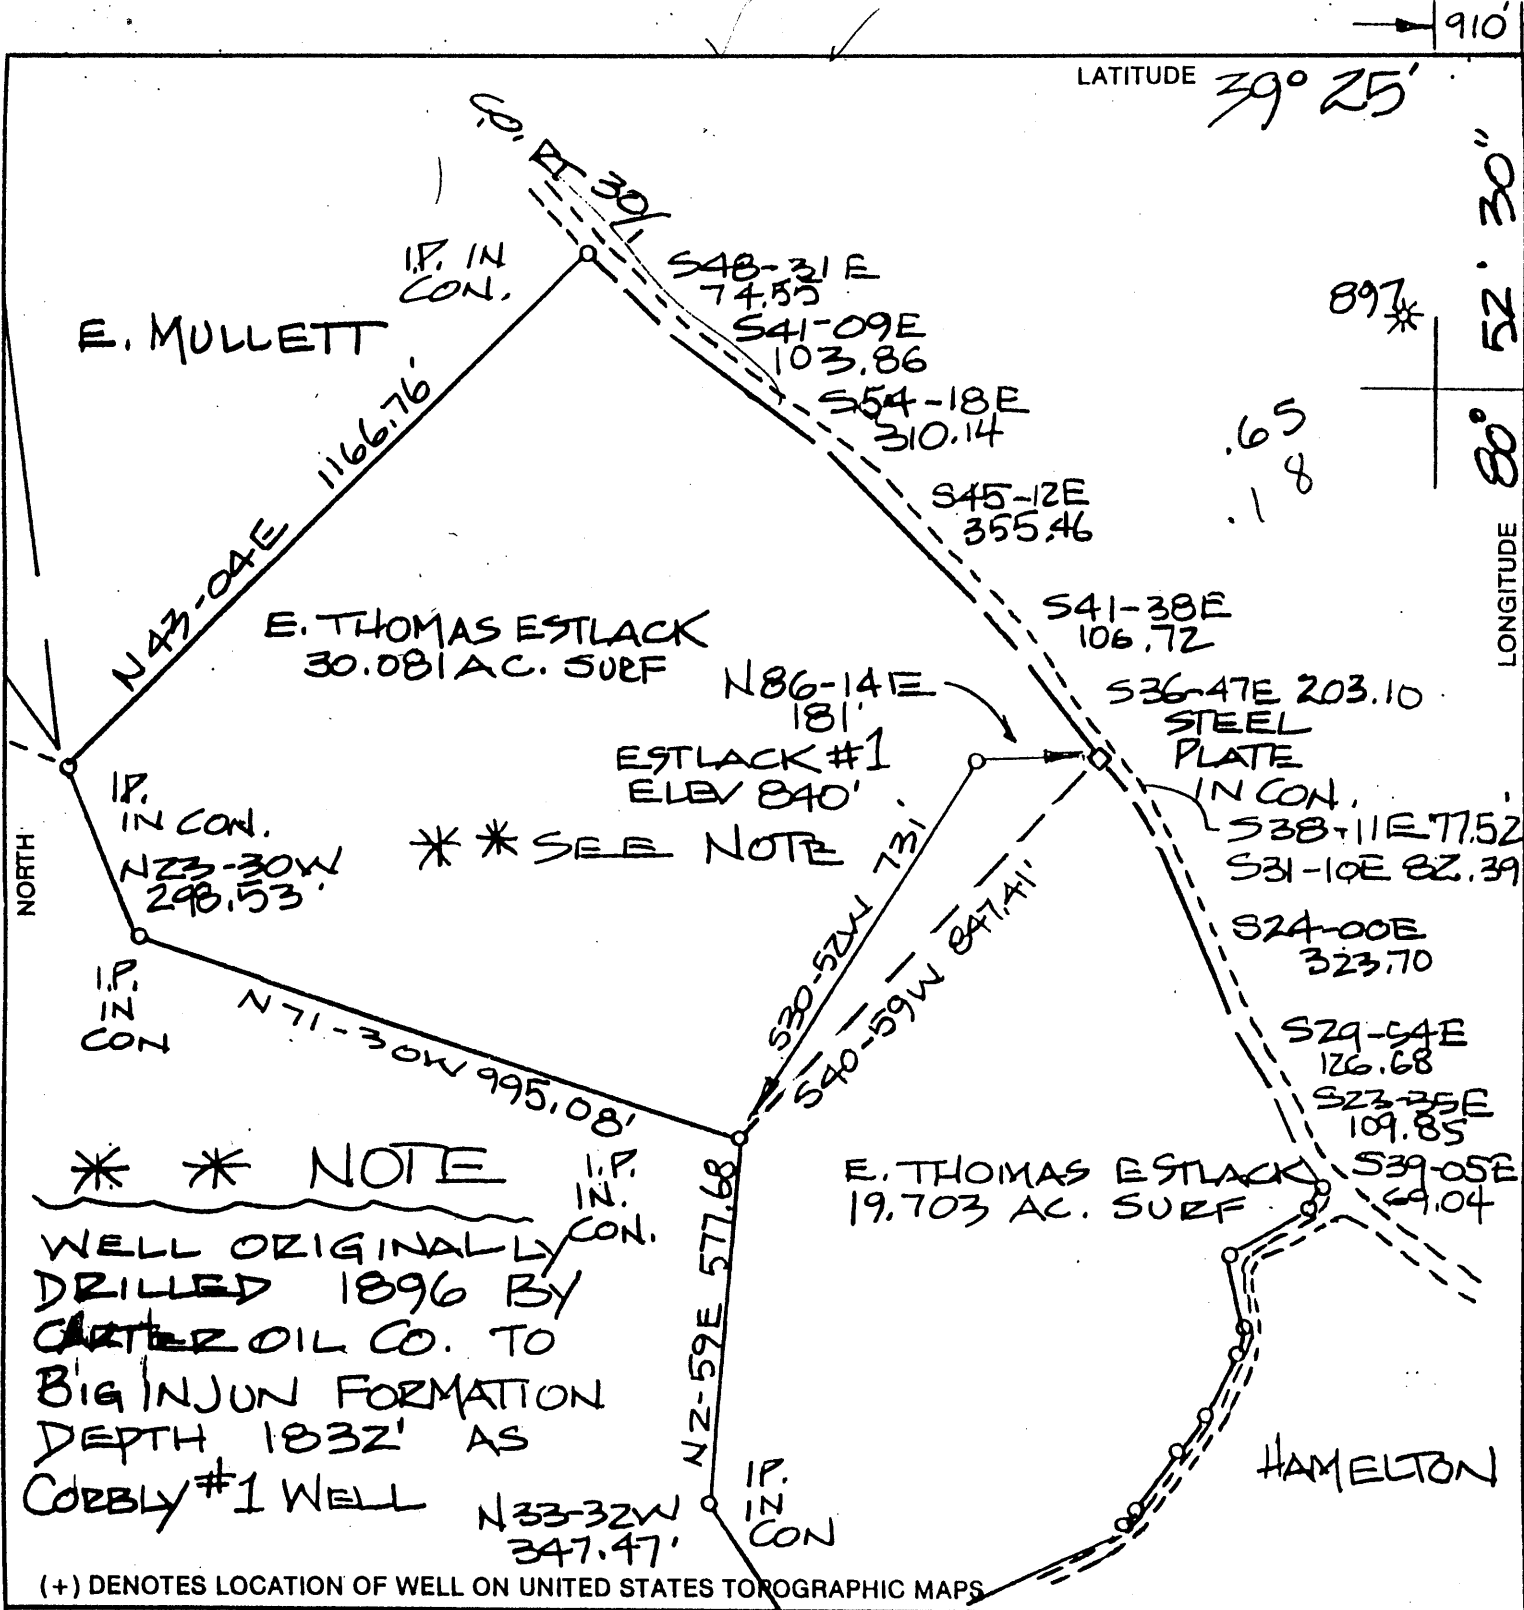 910'
LATITUDE 39° 25'
LONGITUDE 80° 52' 30"
CO. RT 30/1
I.P. IN
CON.
E. MULLETT
S48-31E
74.55
S41-09E
103.86
S54-18E
310.14
S45-12E
355.46
S41-38E
106.72
S36-47E 203.10
STEEL
PLATE
IN CON.
S38-11E 77.52'
S31-10E 82.39
S24-00E
323.70
S29-54E
126.68
S23-35E
109.85
S39-05E
69.04
897
.65
.18
N43-04E 1166.76'
E. THOMAS ESTLACK
30.081 AC. SURF
N86-14E
181'
ESTLACK #1
ELEV 840'
** SEE NOTE
S30-52W 731'
S40-59W 847.41'
NORTH
I.P.
IN CON.
N23-30W
298.53'
I.P.
IN
CON
N71-30W 995.08'
I.P.
IN.
CON.
E. THOMAS ESTLACK
19.703 AC. SURF
N2-59E 577.68
** NOTE
WELL ORIGINALLY
DRILLED 1896 BY
CARTER OIL CO. TO
BIG INJUN FORMATION
DEPTH 1832' AS
CORBLY #1 WELL
N33-32W
347.47'
I.P.
IN
CON
HAMELTON
(+) DENOTES LOCATION OF WELL ON UNITED STATES TOPOGRAPHIC MAPS